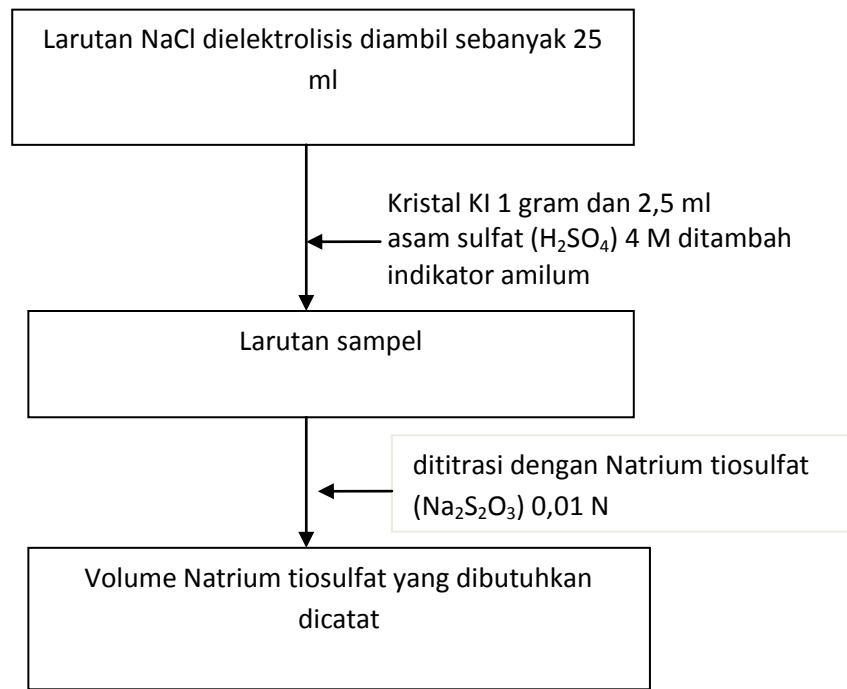 Larutan NaCl dielektrolisis diambil sebanyak 25
ml
Kristal KI 1 gram dan 2,5 ml
asam sulfat (H₂SO₄) 4 M ditambah
indikator amilum
Larutan sampel
dititrasi dengan Natrium tiosulfat
(Na₂S₂O₃) 0,01 N
Volume Natrium tiosulfat yang dibutuhkan
dicatat